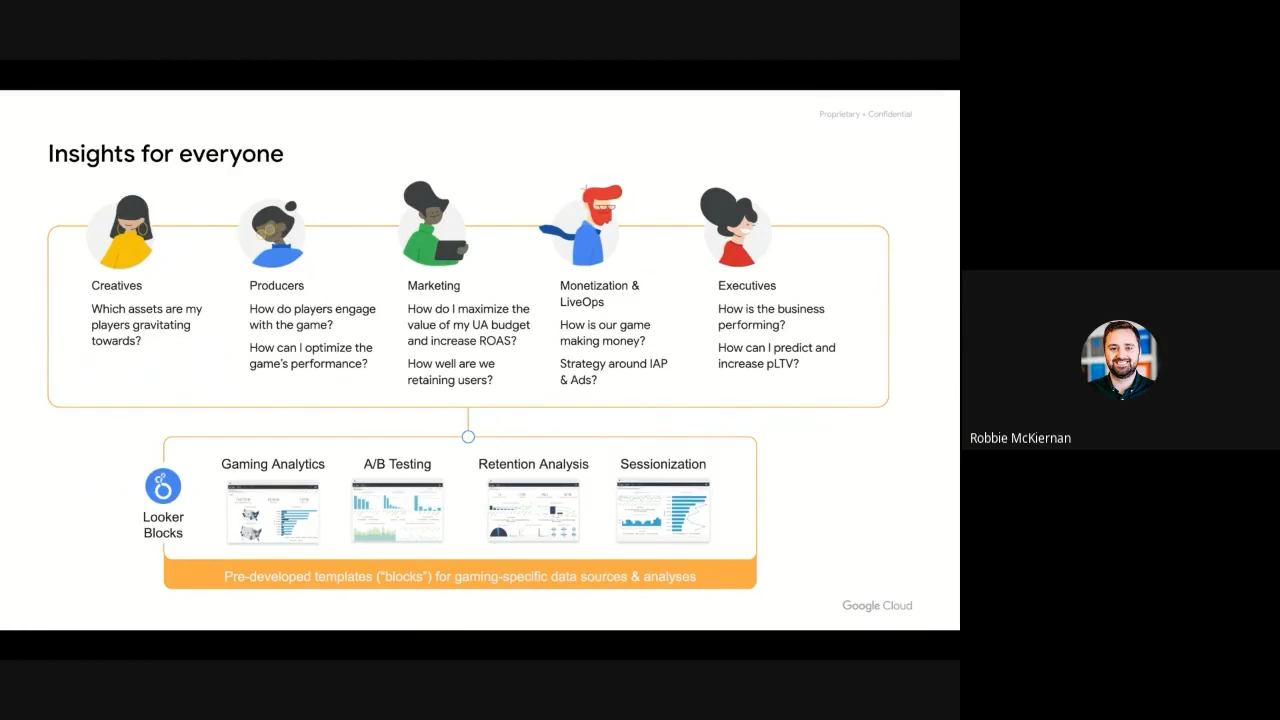 Proprietary + Confidential
Insights for everyone
Creatives
Which assets are my
players gravitating
towards?
Producers
How do players engage
with the game?
How can I optimize the
game's performance?
Marketing
How do I maximize the
value of my UA budget
and increase ROAS?
How well are we
retaining users?
Monetization &
LiveOps
How is our game
making money?
Strategy around IAP
& Ads?
Executives
How is the business
performing?
How can I predict and
increase pLTV?
Looker
Blocks
Gaming Analytics
A/B Testing
Retention Analysis
Sessionization
Pre-developed templates (“blocks”) for gaming-specific data sources & analyses
Google Cloud
Robbie McKiernan